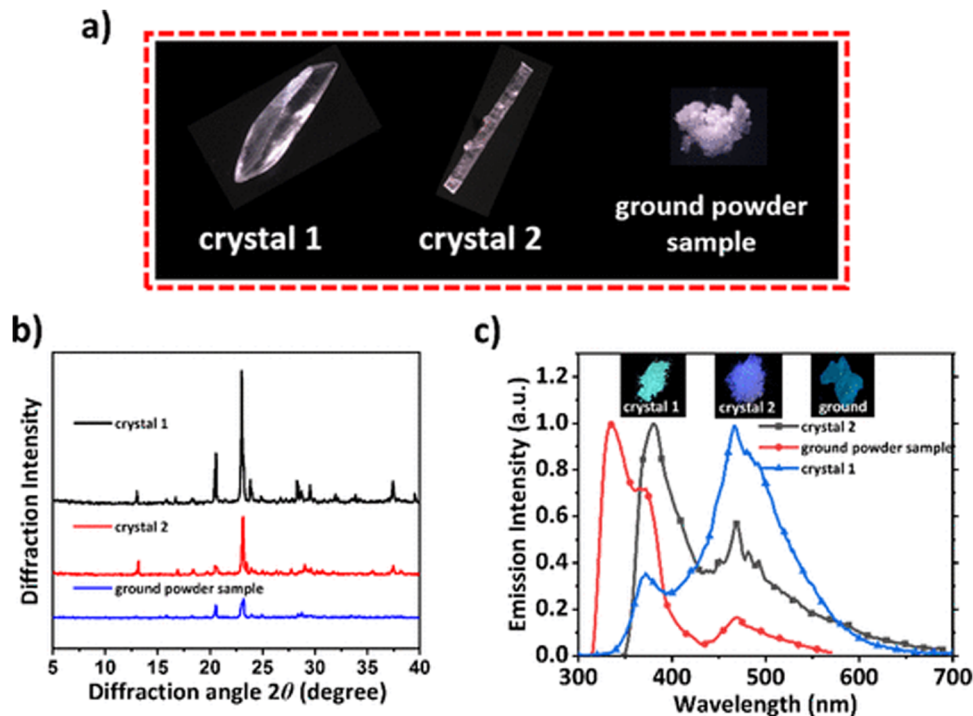 a)
crystal 1
crystal 2
ground powder
sample
b)
Diffraction Intensity
crystal 1
crystal 2
ground powder sample
5 10 15 20 25 30 35 40
Diffraction angle 2θ (degree)
c)
Emission Intensity (a.u.)
1.2
1.0
0.8
0.6
0.4
0.2
0.0
crystal 1
crystal 2
ground
crystal 2
ground powder sample
crystal 1
300 400 500 600 700
Wavelength (nm)